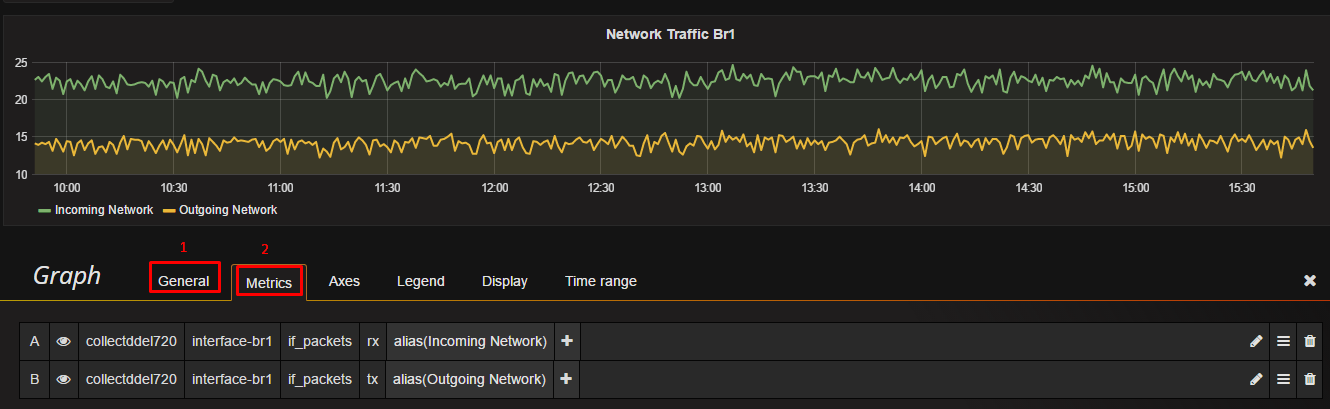 Network Traffic Br1
25
20
15
10
10:00 10:30 11:00 11:30 12:00 12:30 13:00 13:30 14:00 14:30 15:00 15:30
Incoming Network Outgoing Network
1 2
Graph General Metrics Axes Legend Display Time range
A collectddel720 interface-br1 if_packets rx alias(Incoming Network)
B collectddel720 interface-br1 if_packets tx alias(Outgoing Network)